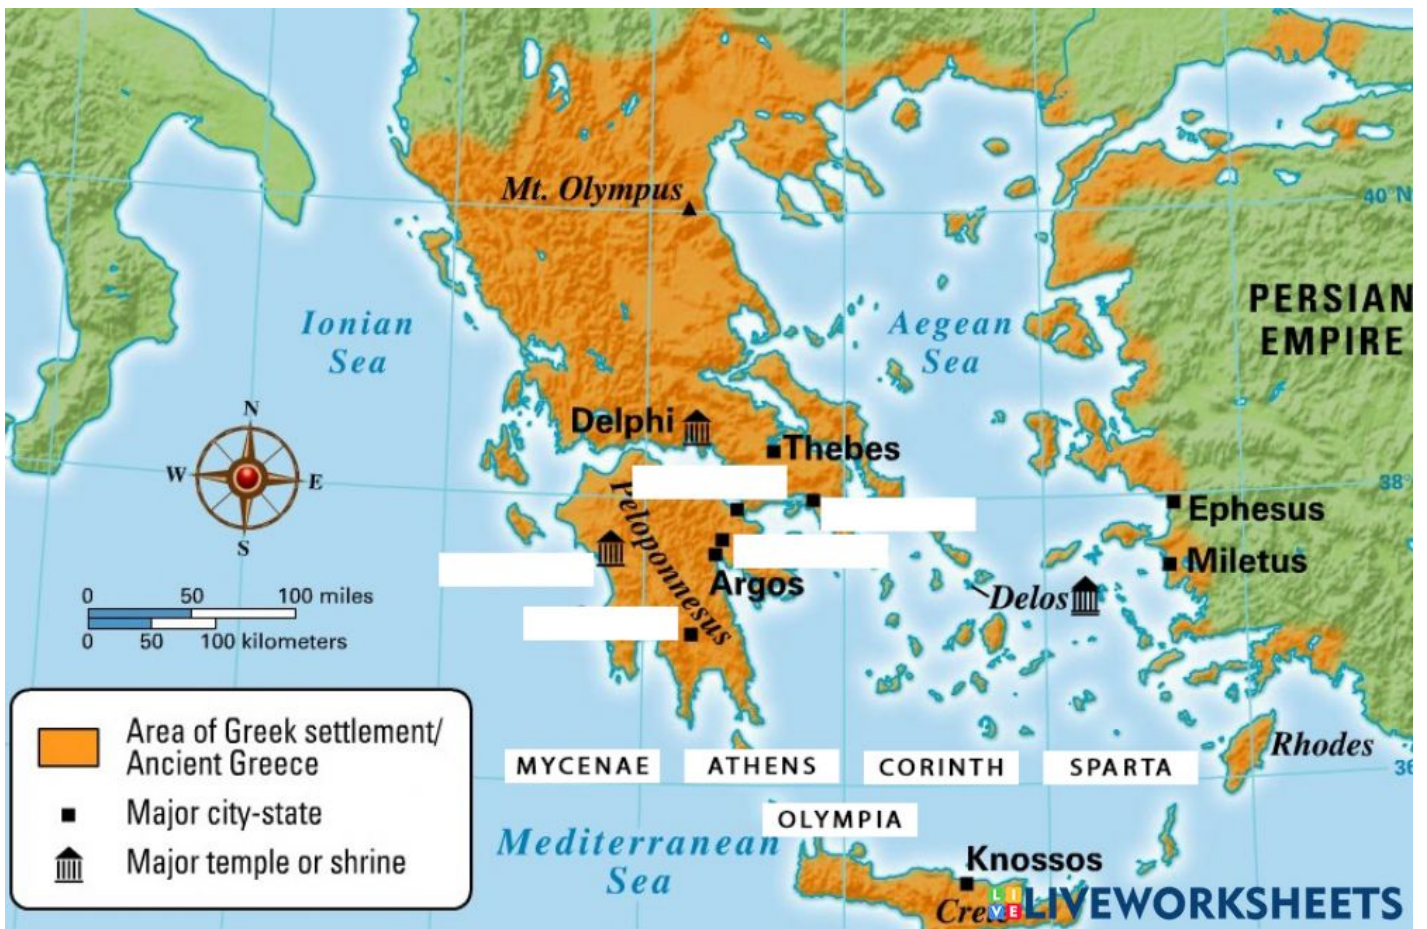 Mt. Olympus
40°N
PERSIAN
EMPIRE
Ionian
Sea
Aegean
Sea
N
W
E
S
Delphi
Thebes
38°
Peloponnesus
Ephesus
Miletus
Argos
Delos
0 50 100 miles
0 50 100 kilometers
Area of Greek settlement/
Ancient Greece
Major city-state
Major temple or shrine
Rhodes
MYCENAE ATHENS CORINTH SPARTA
36
OLYMPIA
Mediterranean
Sea
Knossos
Crete
LIVE LIVEWORKSHEETS